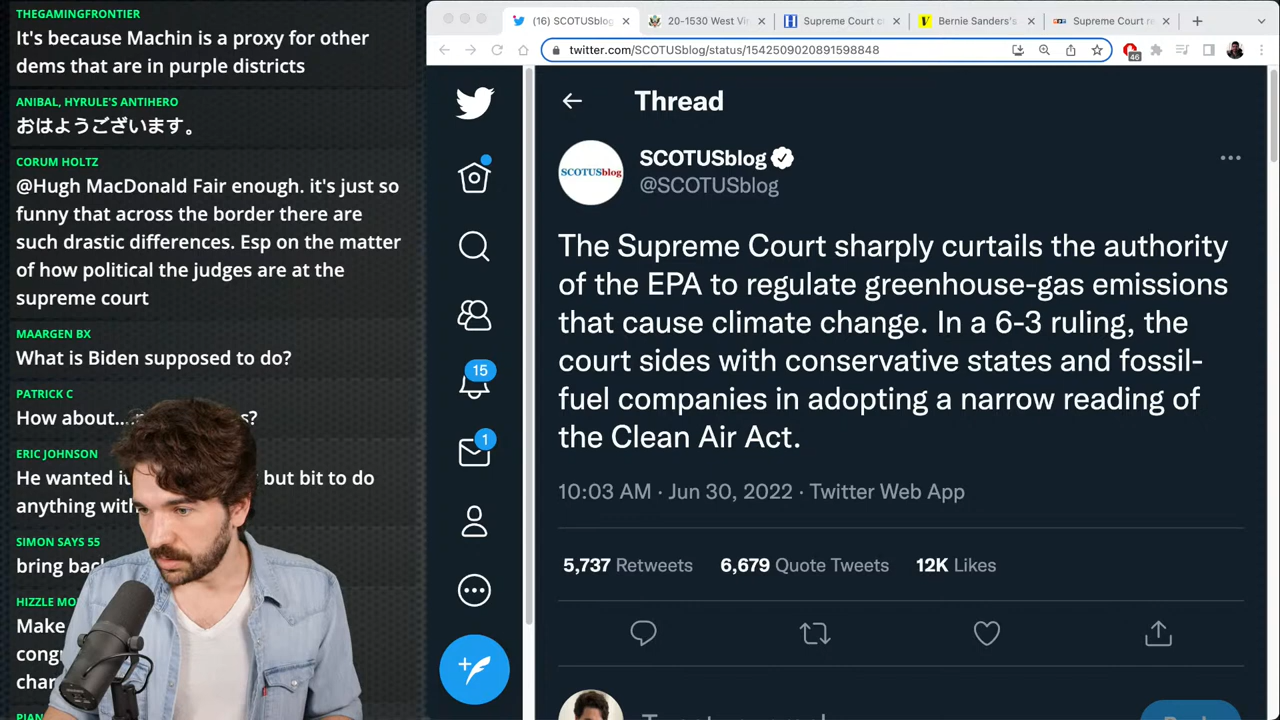 THEGAMINGFRONTIER
It's because Machin is a proxy for other
dems that are in purple districts
ANIBAL, HYRULE'S ANTIHERO
おはようございます。
CORUM HOLTZ
@Hugh MacDonald Fair enough. it's just so
funny that across the border there are
such drastic differences. Esp on the matter
of how political the judges are at the
supreme court
MAARGEN BX
What is Biden supposed to do?
PATRICK C
How about...
ERIC JOHNSON
He wanted but bit to do
anything
SIMON SAYS 55
bring
HIZZLE
Make
(16) SCOTUSblog
20-1530 West Vir
Supreme Court c
Bernie Sanders's
Supreme Court re
twitter.com/SCOTUSblog/status/1542509020891598848
46
Thread
SCOTUSblog
SCOTUSblog
@SCOTUSblog
The Supreme Court sharply curtails the authority
of the EPA to regulate greenhouse-gas emissions
that cause climate change. In a 6-3 ruling, the
court sides with conservative states and fossil-
fuel companies in adopting a narrow reading of
the Clean Air Act.
10:03 AM · Jun 30, 2022 · Twitter Web App
5,737 Retweets 6,679 Quote Tweets 12K Likes
15
1